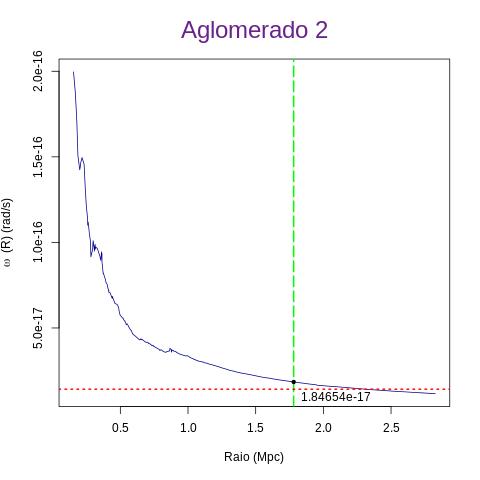 Aglomerado 2
2.0e-16
1.5e-16
1.0e-16
5.0e-17
ω (R) (rad/s)
1.84654e-17
0.5 1.0 1.5 2.0 2.5
Raio (Mpc)